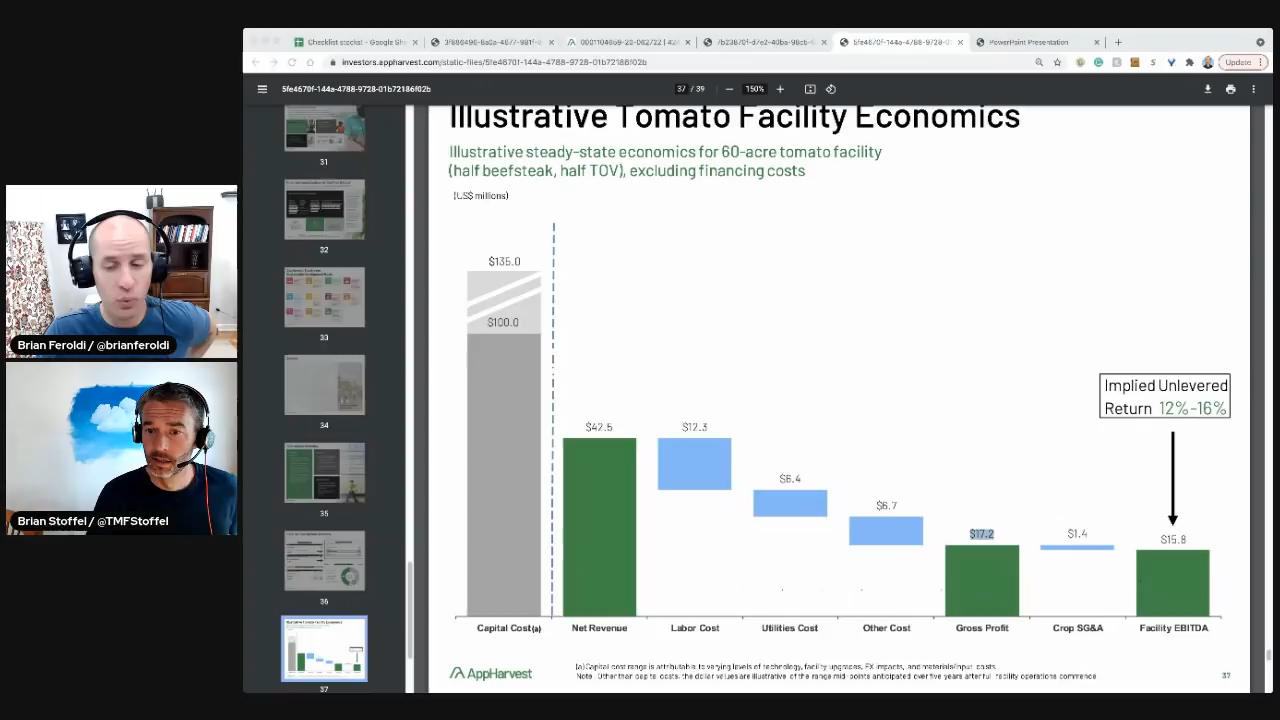 Checklist stocks! - Google Sh
PowerPoint Presentation
investors.appharvest.com/static-files/5fe4670f-144a-4788-9728-01b72186f02b
Update
5fe4670f-144a-4788-9728-01b72186f02b
37 / 39
150%
31
32
33
34
35
36
37
Illustrative Tomato Facility Economics
Illustrative steady-state economics for 60-acre tomato facility
(half beefsteak, half TOV), excluding financing costs
(US$ millions)
$135.0
$100.0
$42.5
$12.3
$6.4
$6.7
$17.2
$1.4
$15.8
Implied Unlevered
Return 12%-16%
Capital Cost(a)
Net Revenue
Labor Cost
Utilities Cost
Other Cost
Gross Profit
Crop SG&A
Facility EBITDA
AppHarvest
(a) Capital cost range is attributable to varying levels of technology, facility upgrades, FX impacts, and materials/input costs
Note: Other than capital costs, the dollar values are illustrative of the range mid-points anticipated over five years after full facility operations commence
37
Brian Feroldi / @brianferoldi
Brian Stoffel / @TMFStoffel